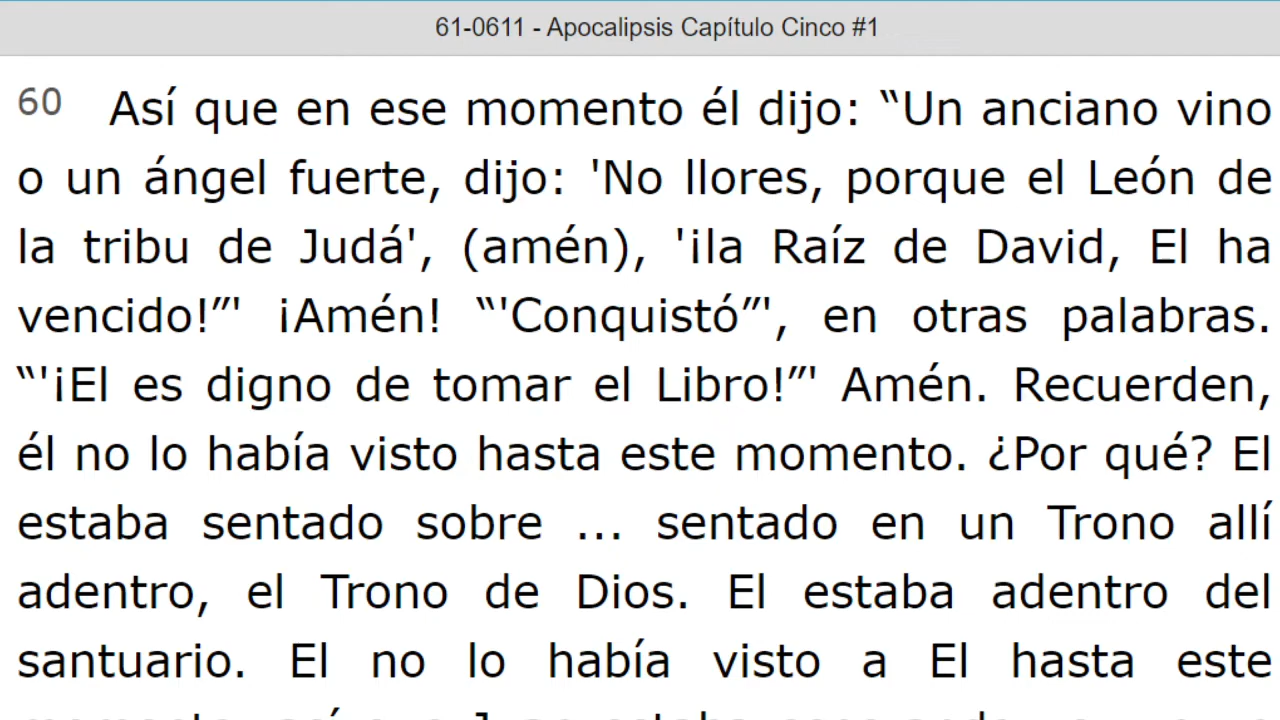 61-0611 - Apocalipsis Capítulo Cinco #1
60 Así que en ese momento él dijo: “Un anciano vino
o un ángel fuerte, dijo: 'No llores, porque el León de
la tribu de Judá', (amén), '¡la Raíz de David, El ha
vencido!”' ¡Amén! “'Conquistó”', en otras palabras.
“'¡El es digno de tomar el Libro!”' Amén. Recuerden,
él no lo había visto hasta este momento. ¿Por qué? El
estaba sentado sobre ... sentado en un Trono allí
adentro, el Trono de Dios. El estaba adentro del
santuario. El no lo había visto a El hasta este